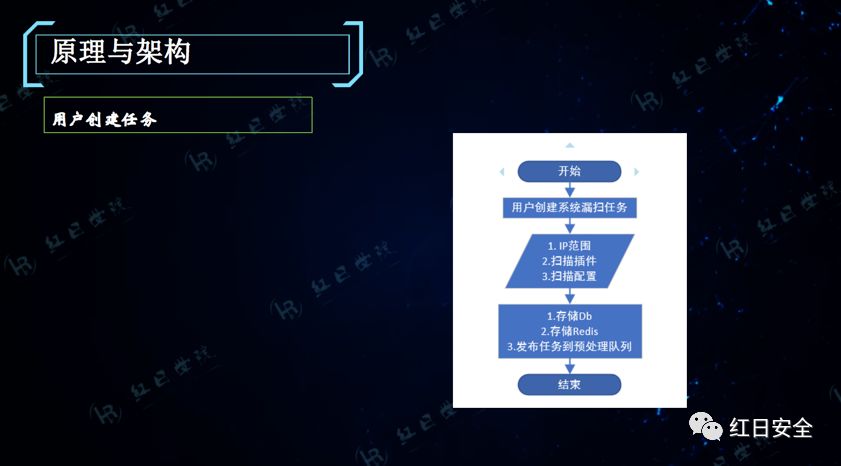 原理与架构
用户创建任务
开始
用户创建系统漏扫任务
1. IP范围
2.扫描插件
3.扫描配置
1.存储Db
2.存储Redis
3.发布任务到预处理队列
结束
红日安全